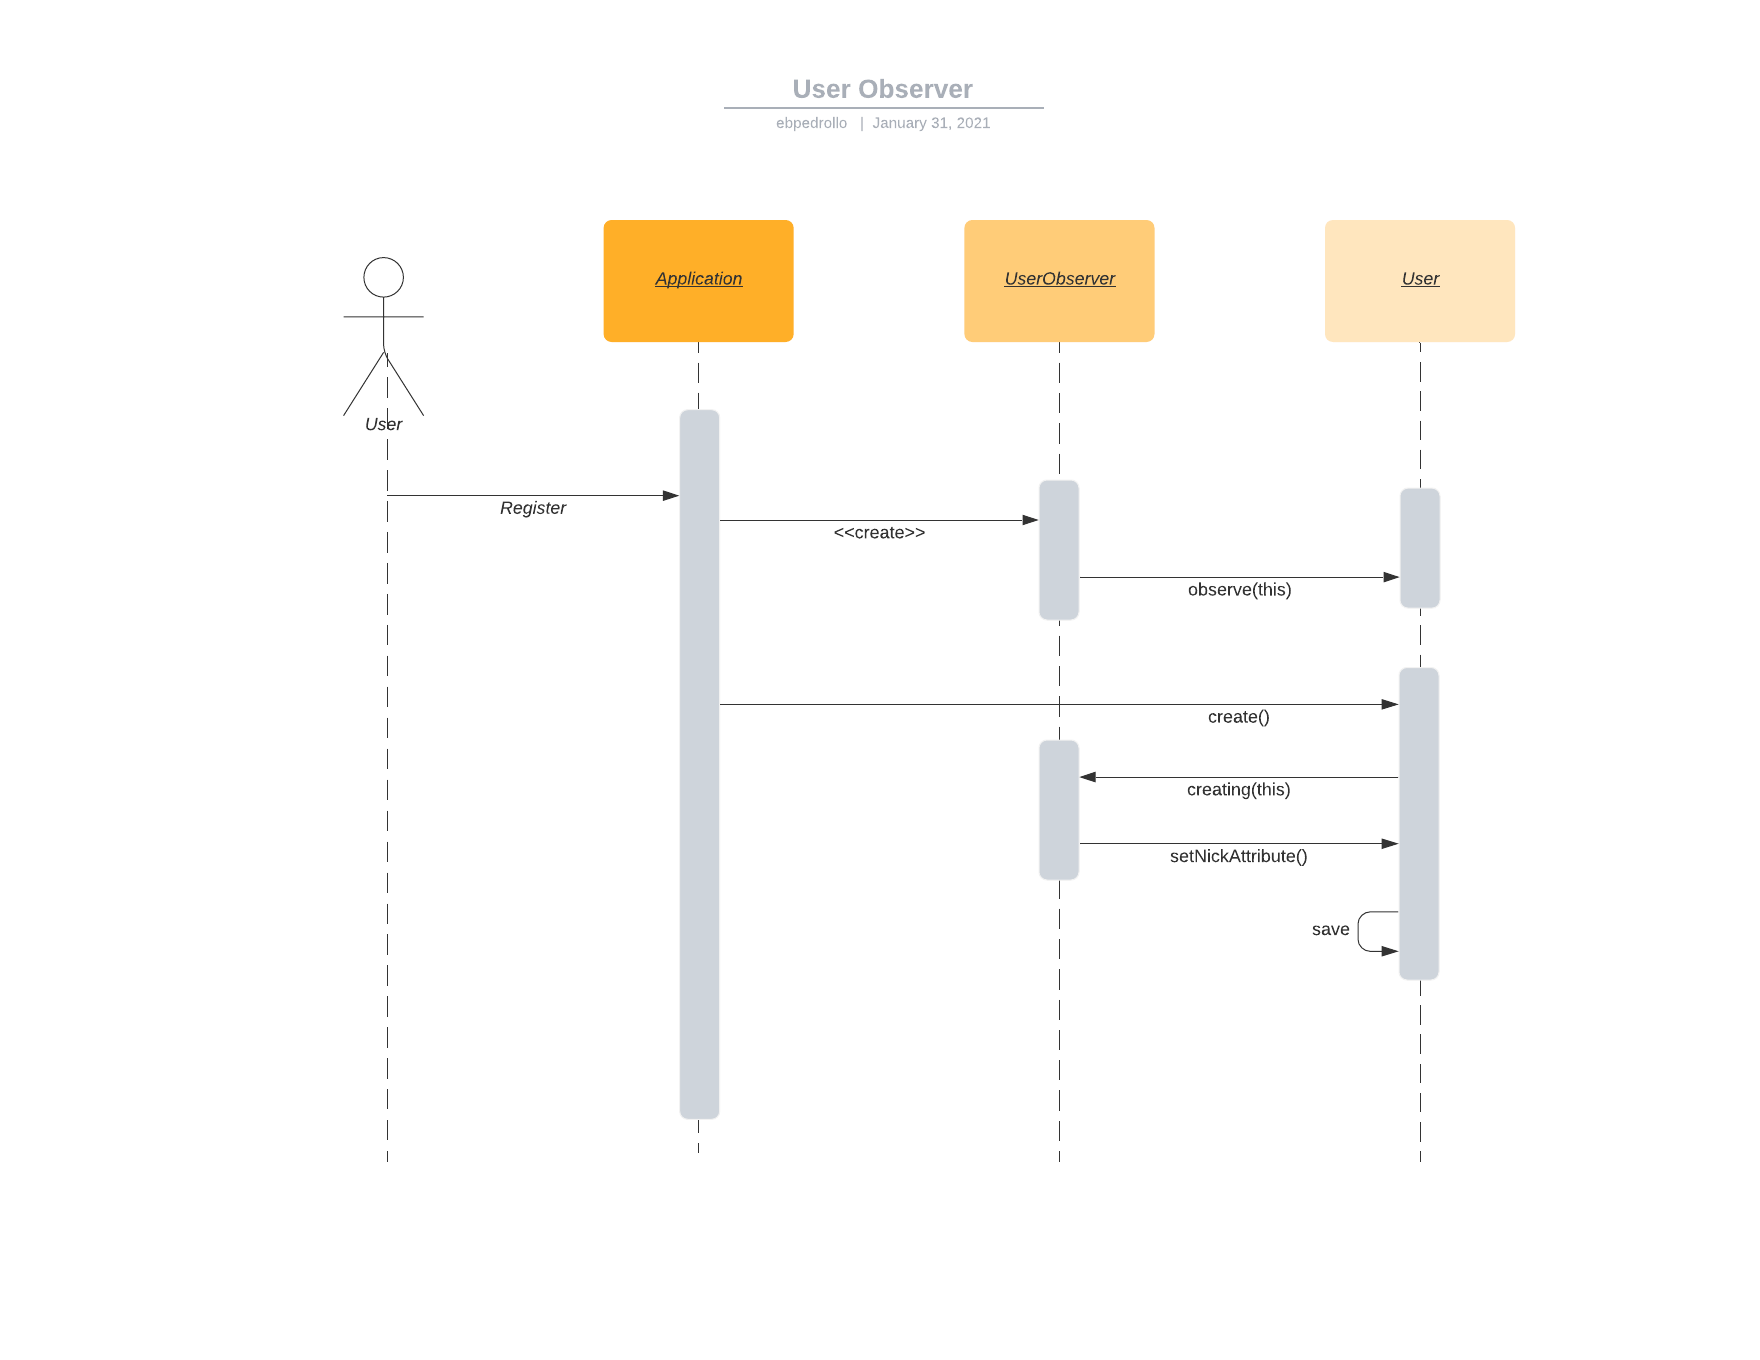 User Observer
ebpedrollo | January 31, 2021
Application
UserObserver
User
User
Register
<<create>>
observe(this)
create()
creating(this)
setNickAttribute()
save